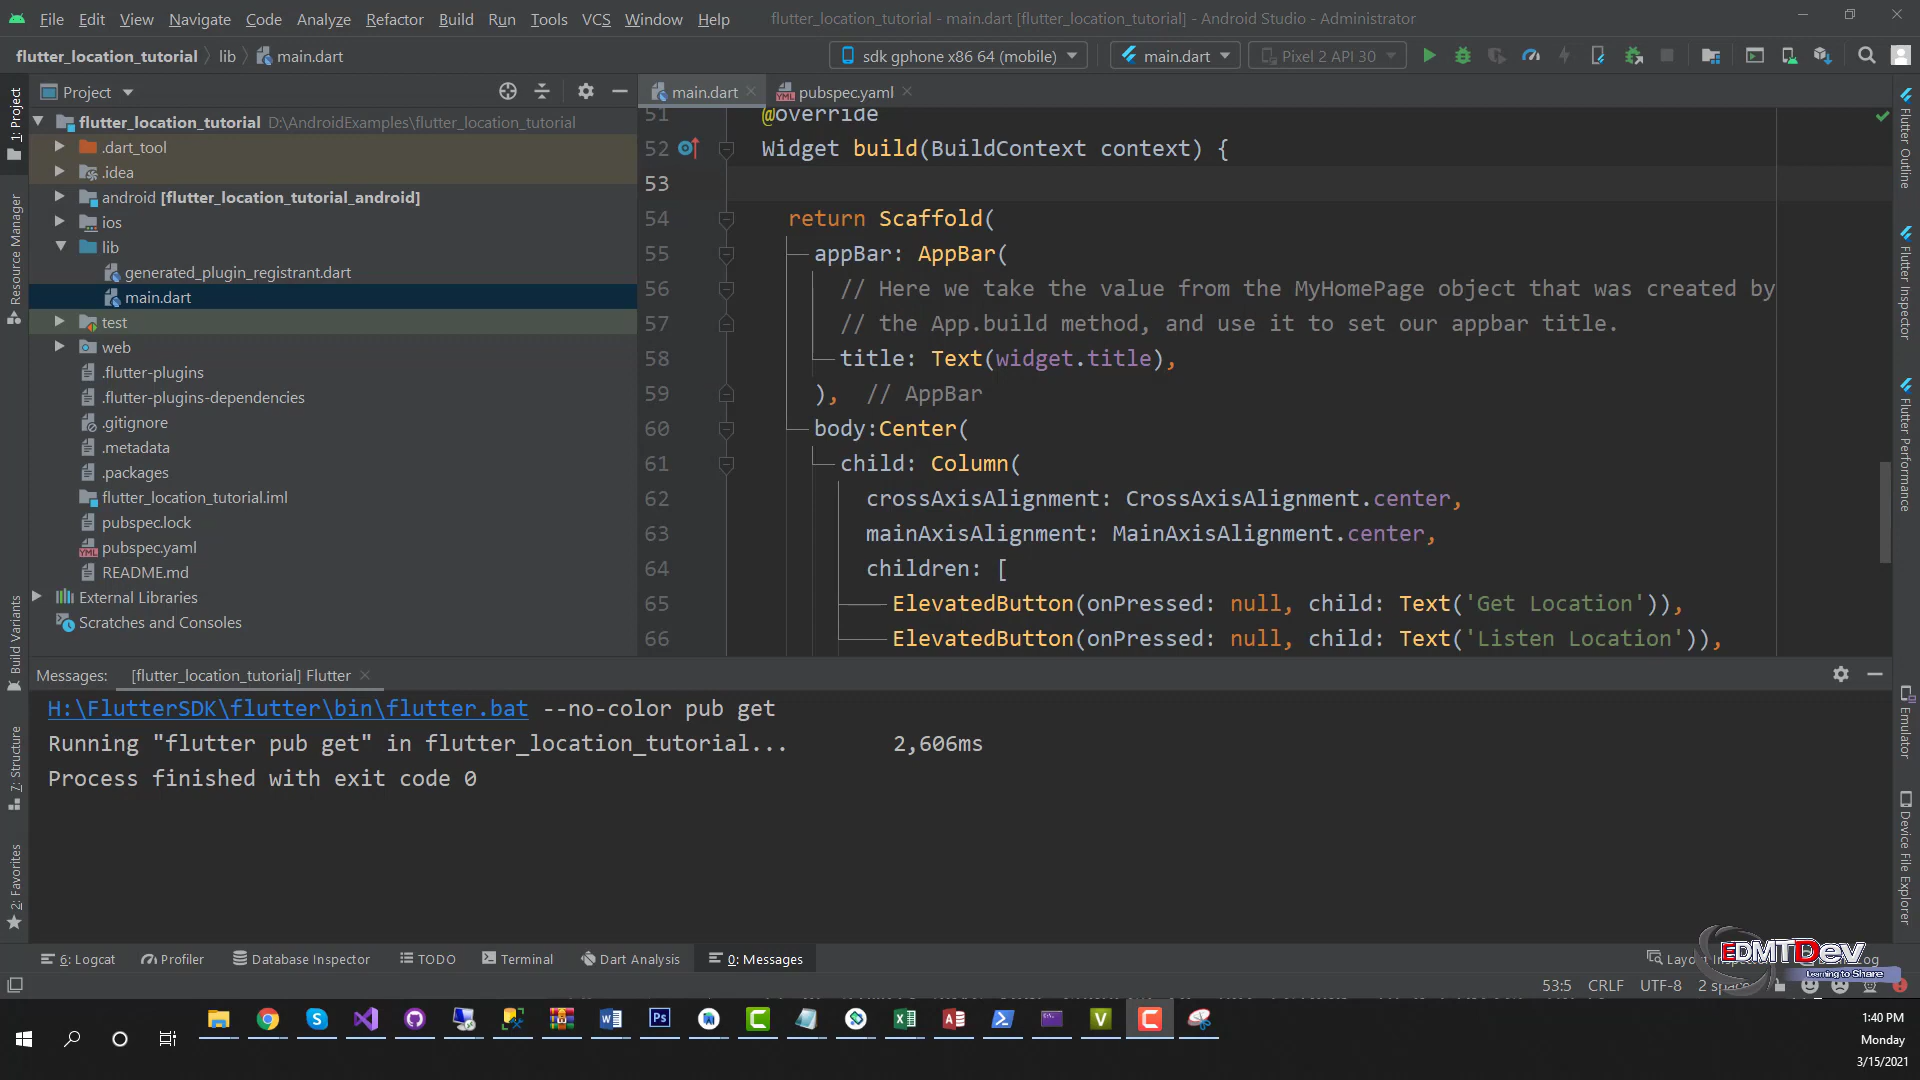 File Edit View Navigate Code Analyze Refactor Build Run Tools VCS Window Help flutter_location_tutorial - main.dart [flutter_location_tutorial] - Android Studio - Administrator
flutter_location_tutorial lib main.dart sdk gphone x86 64 (mobile) main.dart Pixel 2 API 30
Project
main.dart pubspec.yaml
flutter_location_tutorial D:\AndroidExamples\flutter_location_tutorial
.dart_tool
.idea
android [flutter_location_tutorial_android]
ios
lib
generated_plugin_registrant.dart
main.dart
test
web
.flutter-plugins
.flutter-plugins-dependencies
.gitignore
.metadata
.packages
flutter_location_tutorial.iml
pubspec.lock
pubspec.yaml
README.md
External Libraries
Scratches and Consoles
51 @override
52 Widget build(BuildContext context) {
53
54 return Scaffold(
55 appBar: AppBar(
56 // Here we take the value from the MyHomePage object that was created by
57 // the App.build method, and use it to set our appbar title.
58 title: Text(widget.title),
59 ), // AppBar
60 body:Center(
61 child: Column(
62 crossAxisAlignment: CrossAxisAlignment.center,
63 mainAxisAlignment: MainAxisAlignment.center,
64 children: [
65 ElevatedButton(onPressed: null, child: Text('Get Location')),
66 ElevatedButton(onPressed: null, child: Text('Listen Location')),
1: Project
Resource Manager
Build Variants
7: Structure
2: Favorites
Flutter Outline
Flutter Inspector
Flutter Performance
Emulator
Device File Explorer
Messages: [flutter_location_tutorial] Flutter
H:\FlutterSDK\flutter\bin\flutter.bat --no-color pub get
Running "flutter pub get" in flutter_location_tutorial... 2,606ms
Process finished with exit code 0
6: Logcat Profiler Database Inspector TODO Terminal Dart Analysis 0: Messages
EDMTDev
Learning to Share
53:5 CRLF UTF-8 2 spac
1:40 PM
Monday
3/15/2021